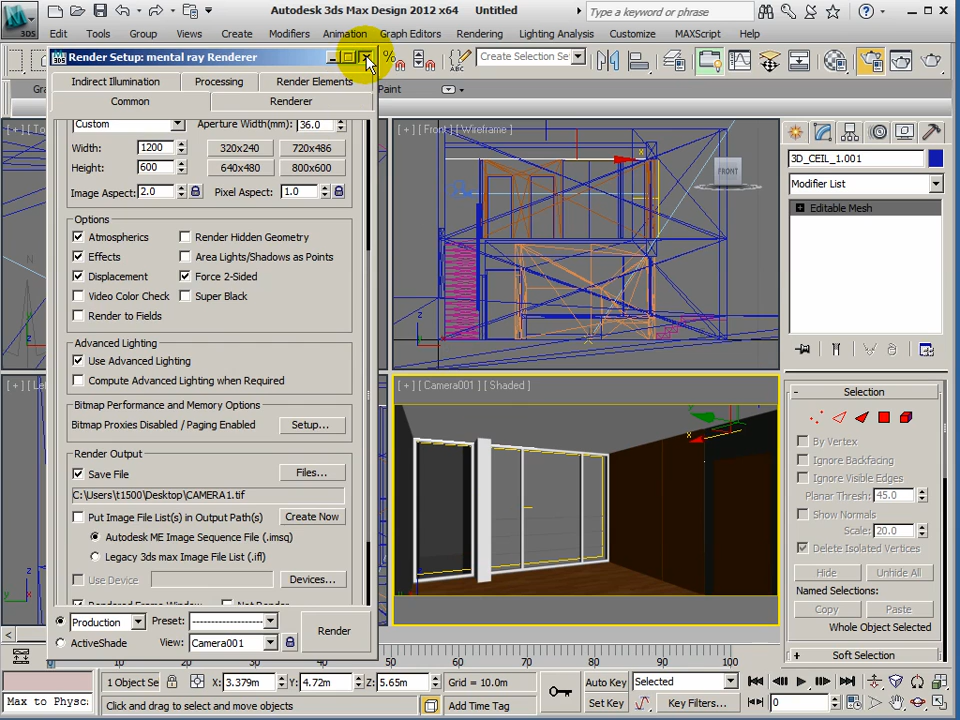 Autodesk 3ds Max Design 2012 x64 Untitled
Type a keyword or phrase
3DS
Edit Tools Group Views Create Modifiers Animation Graph Editors Rendering Lighting Analysis Customize MAXScript Help
Render Setup: mental ray Renderer
Create Selection Se
Indirect Illumination Processing Render Elements
Common Renderer
Paint
Custom Aperture Width(mm): 36.0
Width: 1200 320x240 720x486
Height: 600 640x480 800x600
Image Aspect: 2.0 Pixel Aspect: 1.0
Options
Atmospherics Render Hidden Geometry
Effects Area Lights/Shadows as Points
Displacement Force 2-Sided
Video Color Check Super Black
Render to Fields
Advanced Lighting
Use Advanced Lighting
Compute Advanced Lighting when Required
Bitmap Performance and Memory Options
Bitmap Proxies Disabled / Paging Enabled Setup...
Render Output
Save File Files...
C:\Users\t1500\Desktop\CAMERA1.tif
Put Image File List(s) in Output Path(s) Create Now
Autodesk ME Image Sequence File (.imsq)
Legacy 3ds max Image File List (.ifl)
Use Device Devices...
Rendered Frame Window
Production Preset: Render
ActiveShade View: Camera001
[ + ] [ Front ] [ Wireframe ]
FRONT
[ + ] [ Camera001 ] [ Shaded ]
3D_CEIL_1.001
Modifier List
Editable Mesh
Selection
By Vertex
Ignore Backfacing
Ignore Visible Edges
Planar Thresh: 45.0
Show Normals
Scale: 20.0
Delete Isolated Vertices
Hide Unhide All
Named Selections:
Copy Paste
Whole Object Selected
Soft Selection
10 20 30 40 50 60 70 80 90 100
1 Object Se X: 3.379m Y: 4.72m Z: 5.65m Grid = 10.0m Auto Key Selected
Max to Physc: Click and drag to select and move objects Add Time Tag Set Key Key Filters... 0